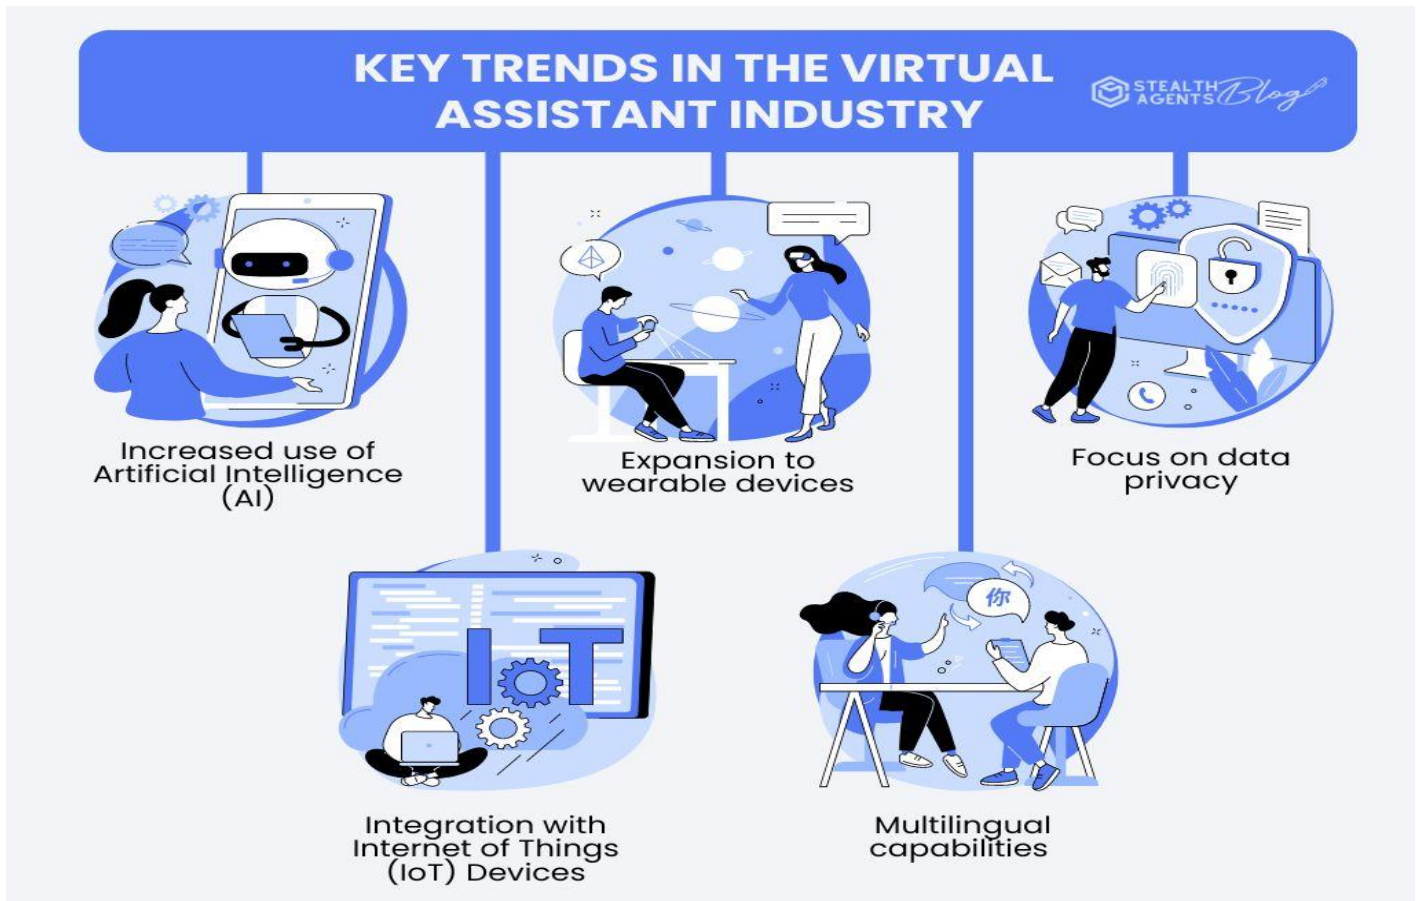 KEY TRENDS IN THE VIRTUAL
ASSISTANT INDUSTRY
STEALTH
AGENTS Blog
Increased use of
Artificial Intelligence
(AI)
Expansion to
wearable devices
Focus on data
privacy
IoT
你
Integration with
Internet of Things
(IoT) Devices
Multilingual
capabilities